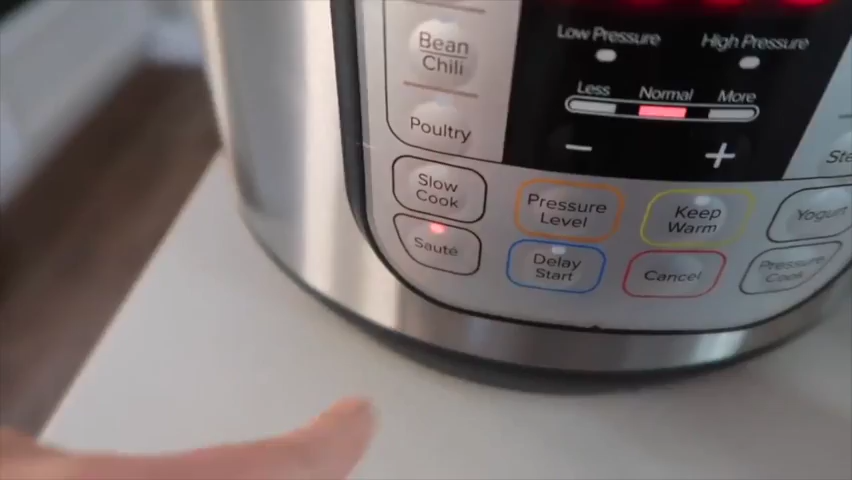 Low Pressure
High Pressure
Less
Normal
More
Bean
Chili
Poultry
−
+
Slow
Cook
Pressure
Level
Keep
Warm
Yogurt
Sauté
Delay
Start
Cancel
Pressure
Cook